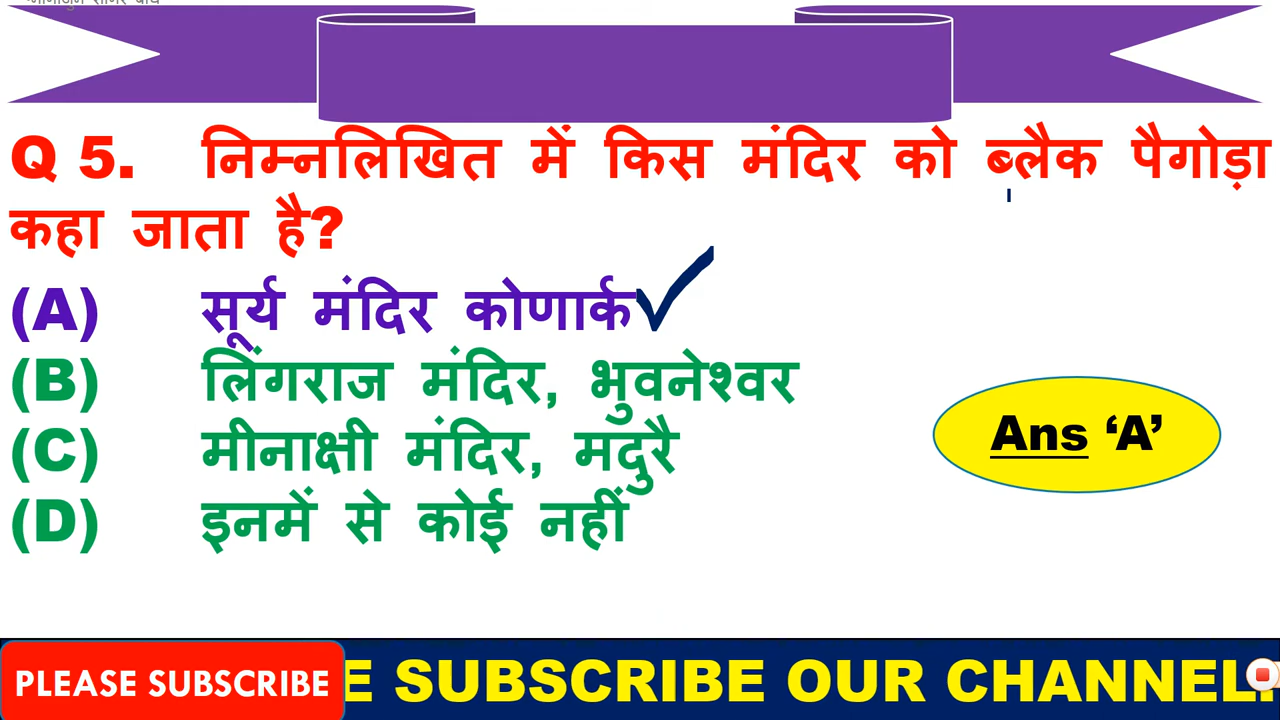 Q 5. निम्नलिखित में किस मंदिर को ब्लैक पैगोड़ा
कहा जाता है?
(A) सूर्य मंदिर कोणार्क
(B) लिंगराज मंदिर, भुवनेश्वर
(C) मीनाक्षी मंदिर, मदुरै
(D) इनमें से कोई नहीं
Ans ‘A’
PLEASE SUBSCRIBE
E SUBSCRIBE OUR CHANNEL